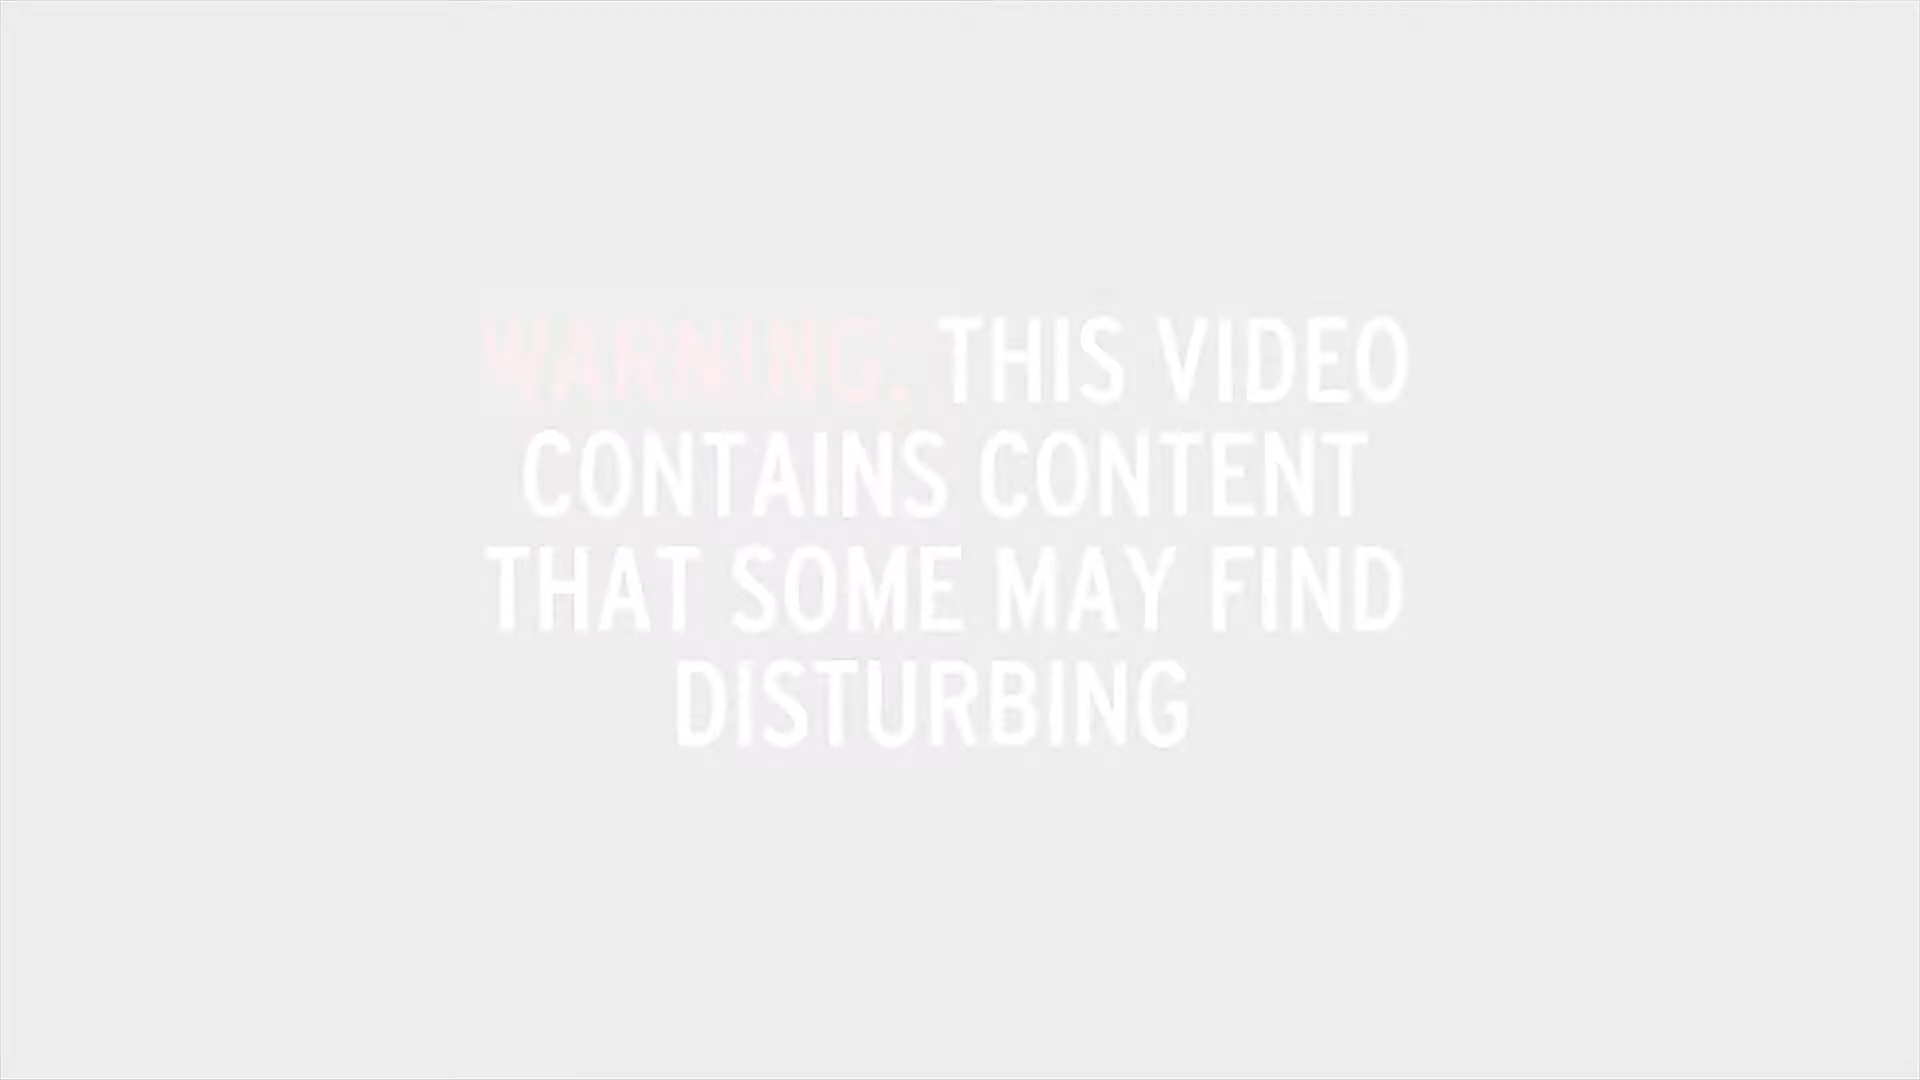 WARNING: THIS VIDEO
CONTAINS CONTENT
THAT SOME MAY FIND
DISTURBING